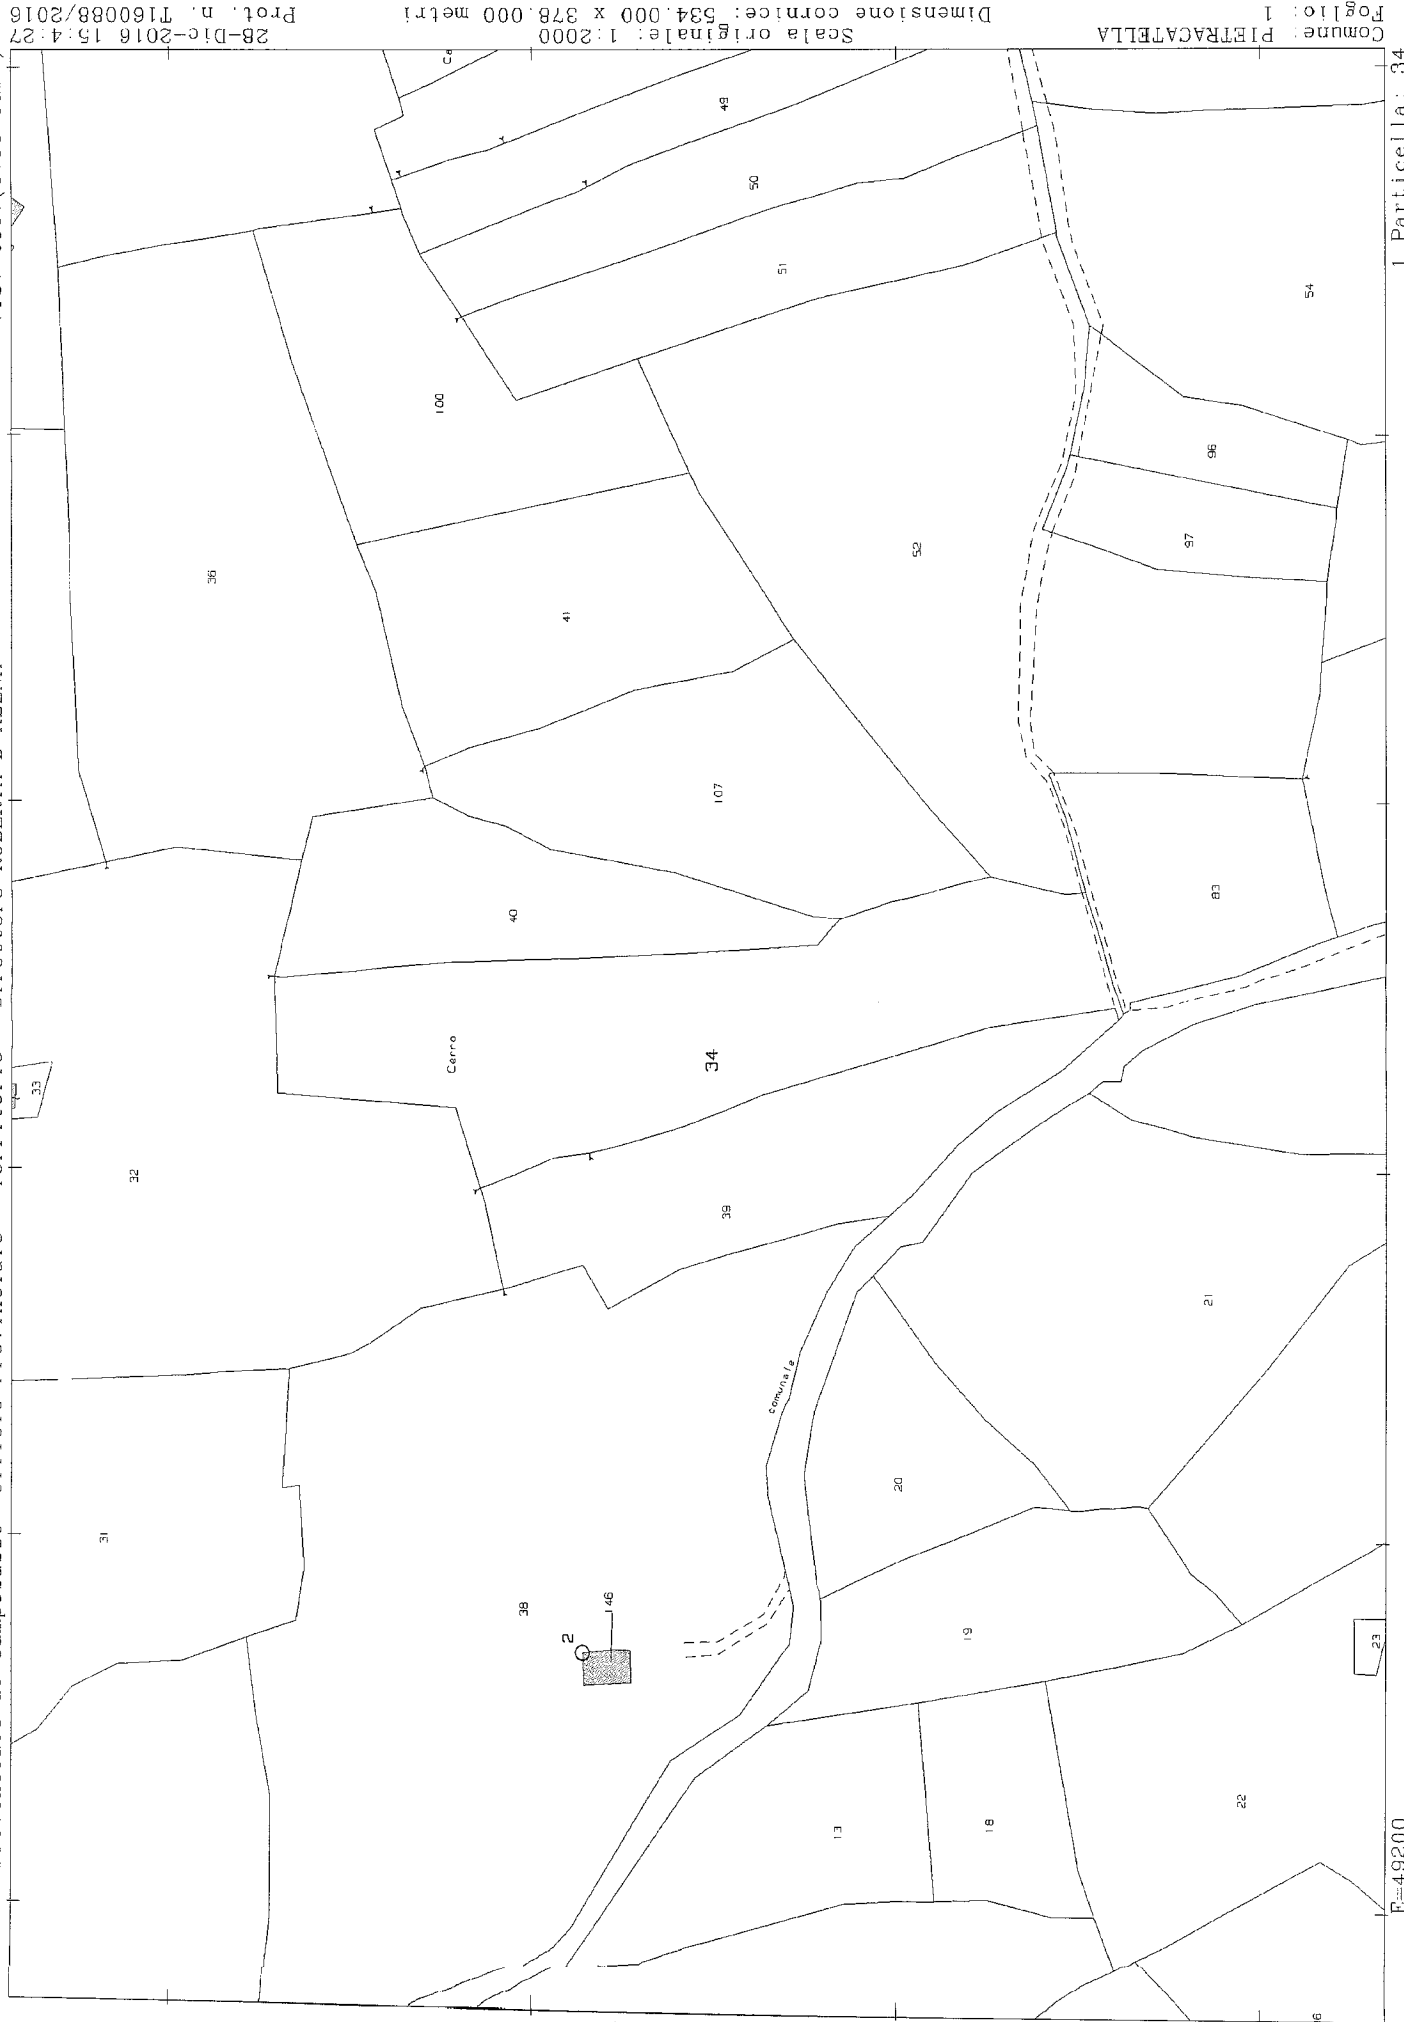 Comune: PIETRACATELLA
Foglio: 1
Scala originale: 1:2000
Dimensione cornice: 534.000 x 378.000 metri
28-Dic-2016 15:4:27
Prot. n. T160088/2016
1 Particella: 34
E=49200
Ca
49
50
51
54
100
36
52
96
97
41
107
83
40
Cerro
34
33
32
39
21
comunale
20
31
38
2
146
19
23
13
18
22